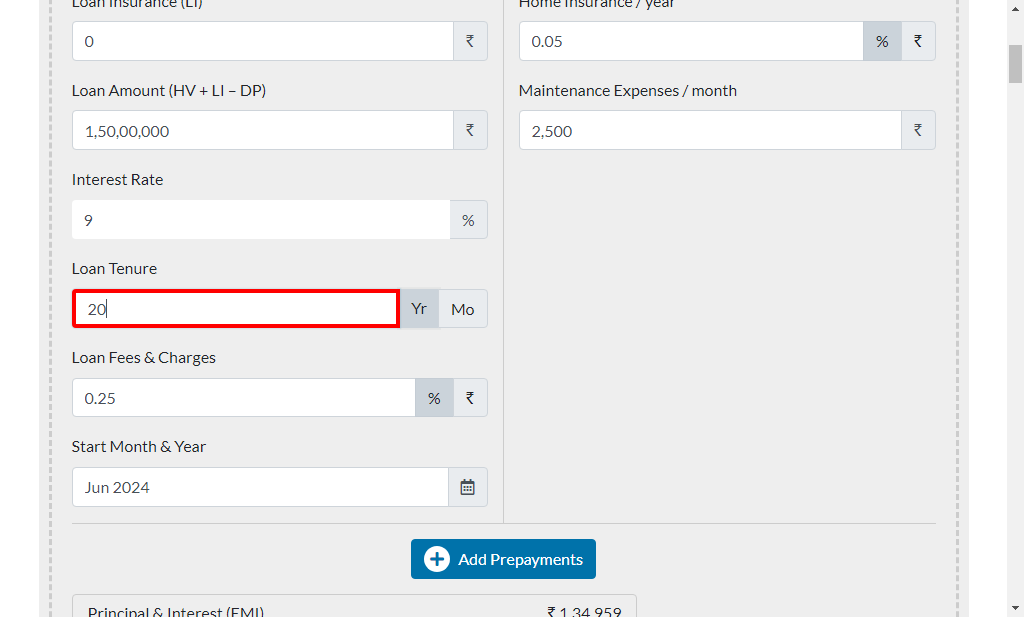 Loan Insurance (LI)
0 ₹
Loan Amount (HV + LI – DP)
1,50,00,000 ₹
Interest Rate
9 %
Loan Tenure
20 Yr Mo
Loan Fees & Charges
0.25 % ₹
Start Month & Year
Jun 2024
Home Insurance / year
0.05 % ₹
Maintenance Expenses / month
2,500 ₹
Add Prepayments
Principal & Interest (EMI) ₹ 1,34,959